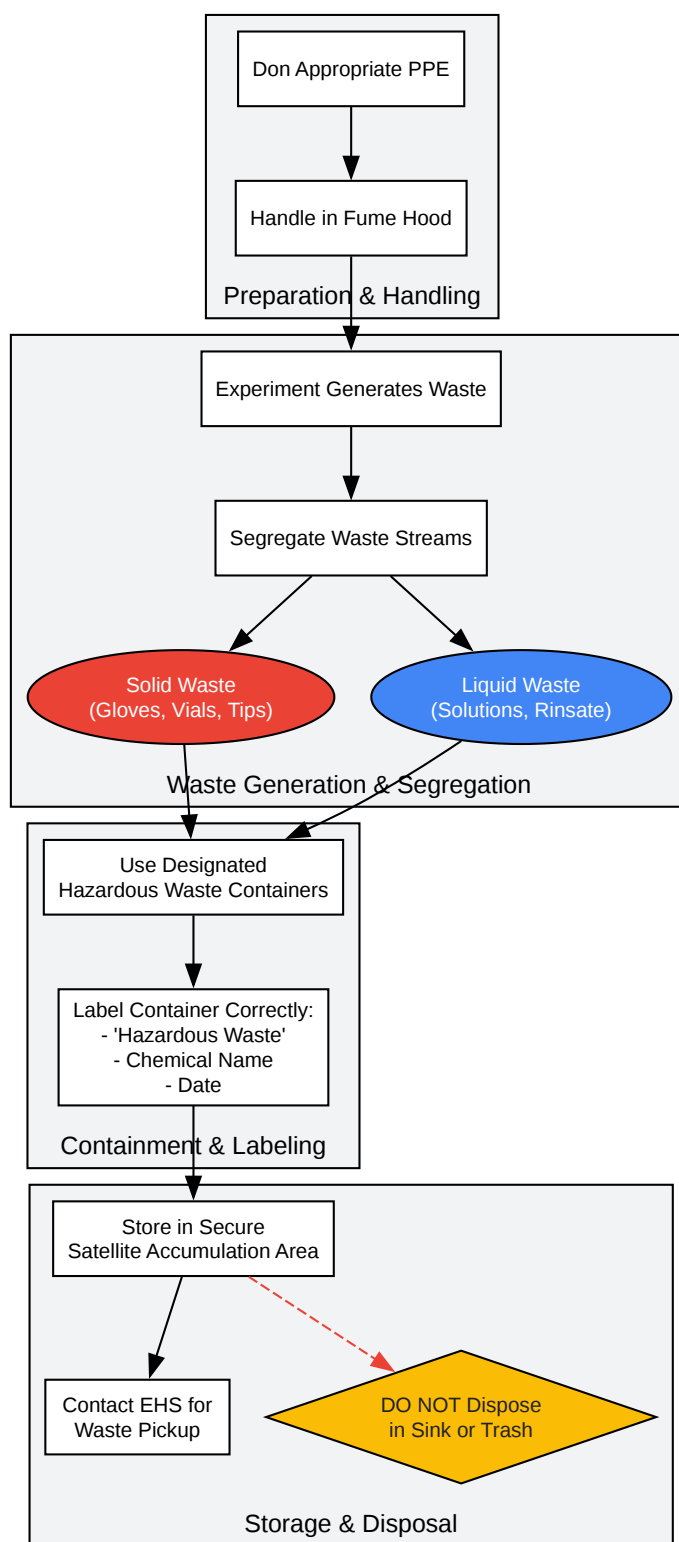 Don Appropriate PPE
Handle in Fume Hood
Preparation & Handling
Experiment Generates Waste
Segregate Waste Streams
Solid Waste
(Gloves, Vials, Tips)
Liquid Waste
(Solutions, Rinsate)
Waste Generation & Segregation
Use Designated
Hazardous Waste Containers
Label Container Correctly:
- 'Hazardous Waste'
- Chemical Name
- Date
Containment & Labeling
Store in Secure
Satellite Accumulation Area
Contact EHS for
Waste Pickup
DO NOT Dispose
in Sink or Trash
Storage & Disposal